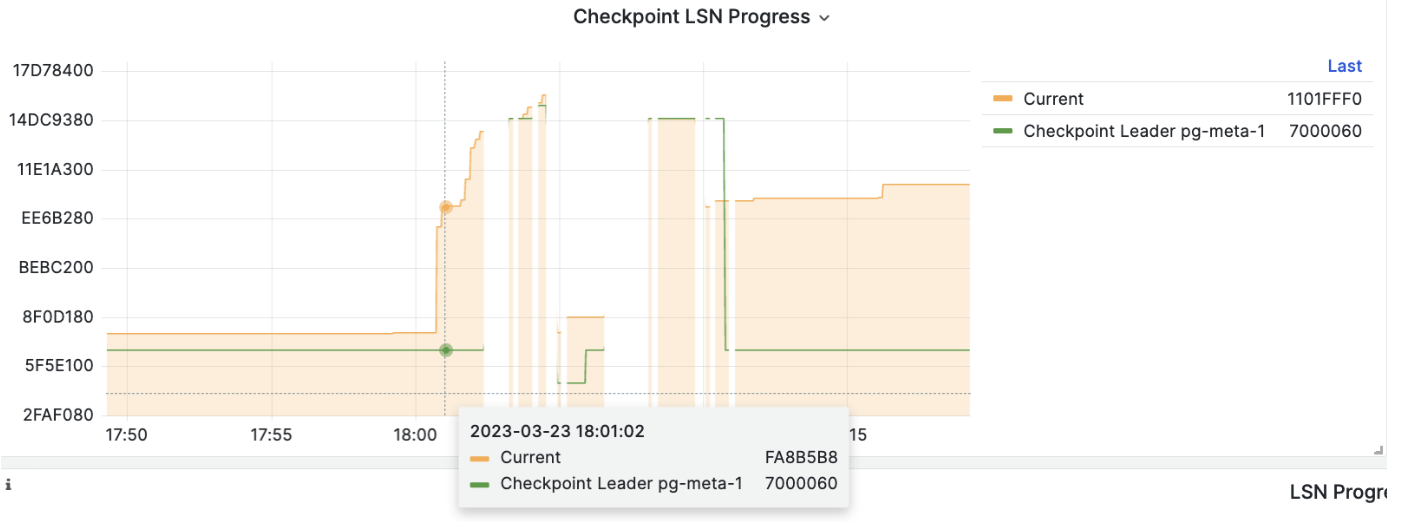 Checkpoint LSN Progress
17D78400
14DC9380
11E1A300
EE6B280
BEBC200
8F0D180
5F5E100
2FAF080
17:50
17:55
18:00
15
Last
Current 1101FFF0
Checkpoint Leader pg-meta-1 7000060
2023-03-23 18:01:02
Current FA8B5B8
Checkpoint Leader pg-meta-1 7000060
i
LSN Progre